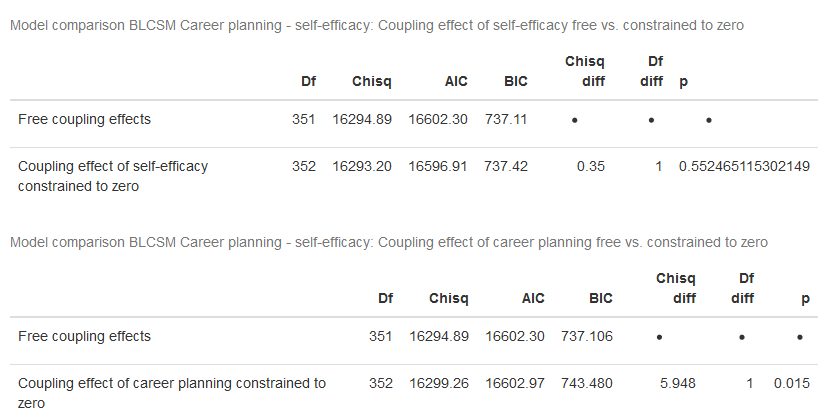 Model comparison BLCSM Career planning - self-efficacy: Coupling effect of self-efficacy free vs. constrained to zero
Df Chisq AIC BIC Chisq diff Df diff p
Free coupling effects 351 16294.89 16602.30 737.11 • • •
Coupling effect of self-efficacy constrained to zero 352 16293.20 16596.91 737.42 0.35 1 0.552465115302149
Model comparison BLCSM Career planning - self-efficacy: Coupling effect of career planning free vs. constrained to zero
Df Chisq AIC BIC Chisq diff Df diff p
Free coupling effects 351 16294.89 16602.30 737.106 • • •
Coupling effect of career planning constrained to zero 352 16299.26 16602.97 743.480 5.948 1 0.015